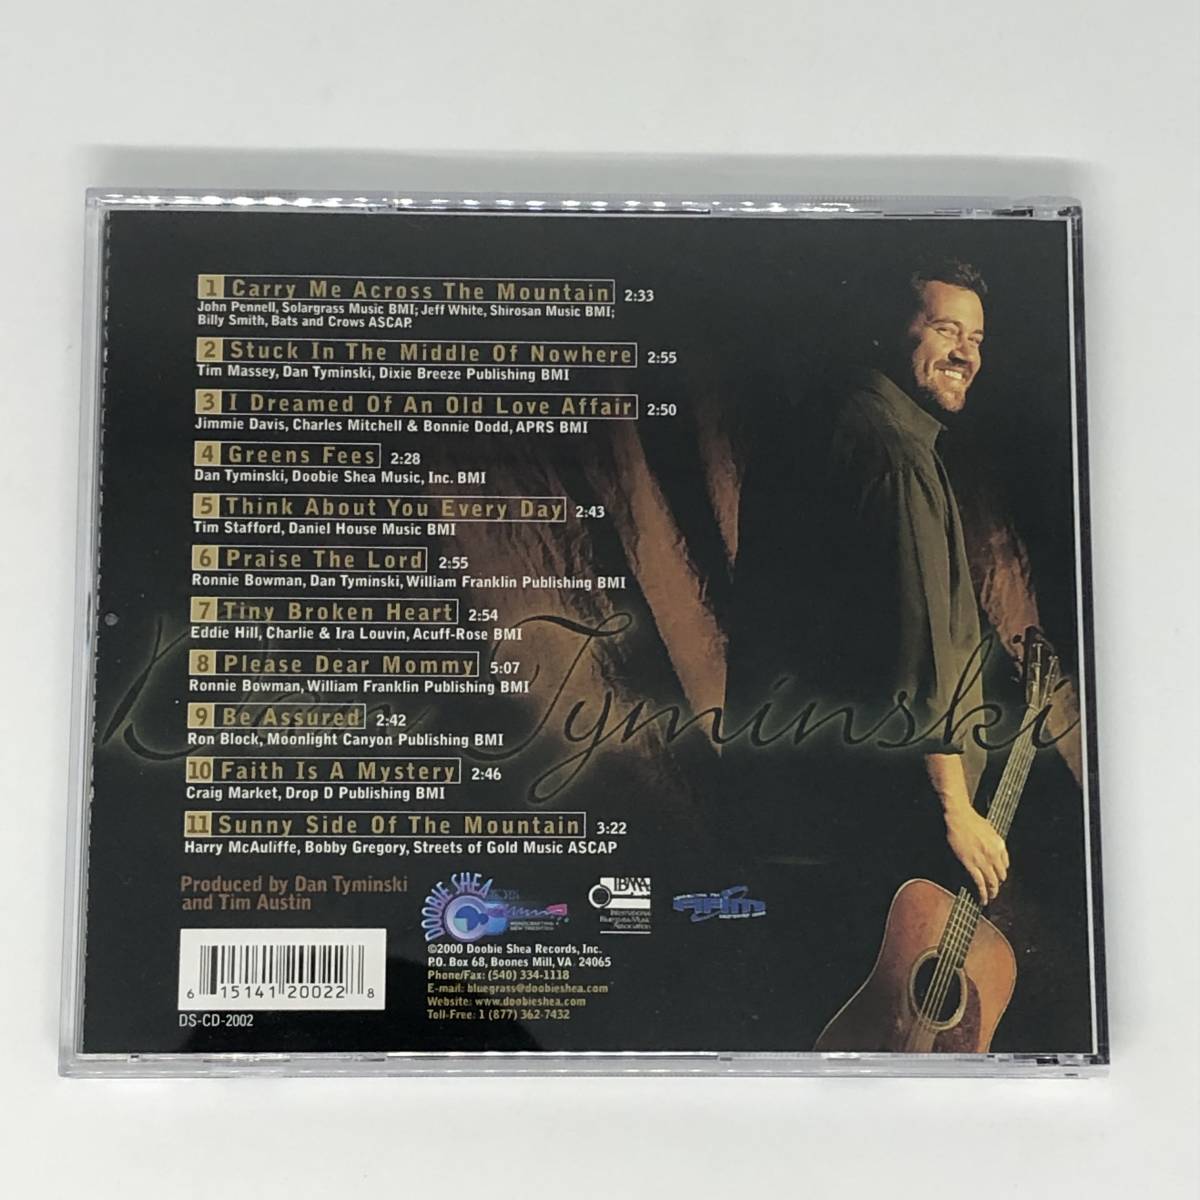 1 Carry Me Across The Mountain 2:33
John Pennell, Solargrass Music BMI; Jeff White, Shirosan Music BMI;
Billy Smith, Bats and Crows ASCAP.
2 Stuck In The Middle Of Nowhere 2:55
Tim Massey, Dan Tyminski, Dixie Breeze Publishing BMI
3 I Dreamed Of An Old Love Affair 2:50
Jimmie Davis, Charles Mitchell & Bonnie Dodd, APRS BMI
4 Greens Fees 2:28
Dan Tyminski, Doobie Shea Music, Inc. BMI
5 Think About You Every Day 2:43
Tim Stafford, Daniel House Music BMI
6 Praise The Lord 2:55
Ronnie Bowman, Dan Tyminski, William Franklin Publishing BMI
7 Tiny Broken Heart 2:54
Eddie Hill, Charlie & Ira Louvin, Acuff-Rose BMI
8 Please Dear Mommy 5:07
Ronnie Bowman, William Franklin Publishing BMI
9 Be Assured 2:42
Ron Block, Moonlight Canyon Publishing BMI
10 Faith Is A Mystery 2:46
Craig Market, Drop D Publishing BMI
11 Sunny Side Of The Mountain 3:22
Harry McAuliffe, Bobby Gregory, Streets of Gold Music ASCAP
Dan Tyminski
Produced by Dan Tyminski
and Tim Austin
DOOBIE SHEA
IBMA
International
Bluegrass Music
Association
AFIM
©2000 Doobie Shea Records, Inc.
P.O. Box 68, Boones Mill, VA 24065
Phone/Fax: (540) 334-1118
E-mail: bluegrass@doobieshea.com
Website: www.doobieshea.com
Toll-Free: 1 (877) 362-7432
6 15141 20022 8
DS-CD-2002